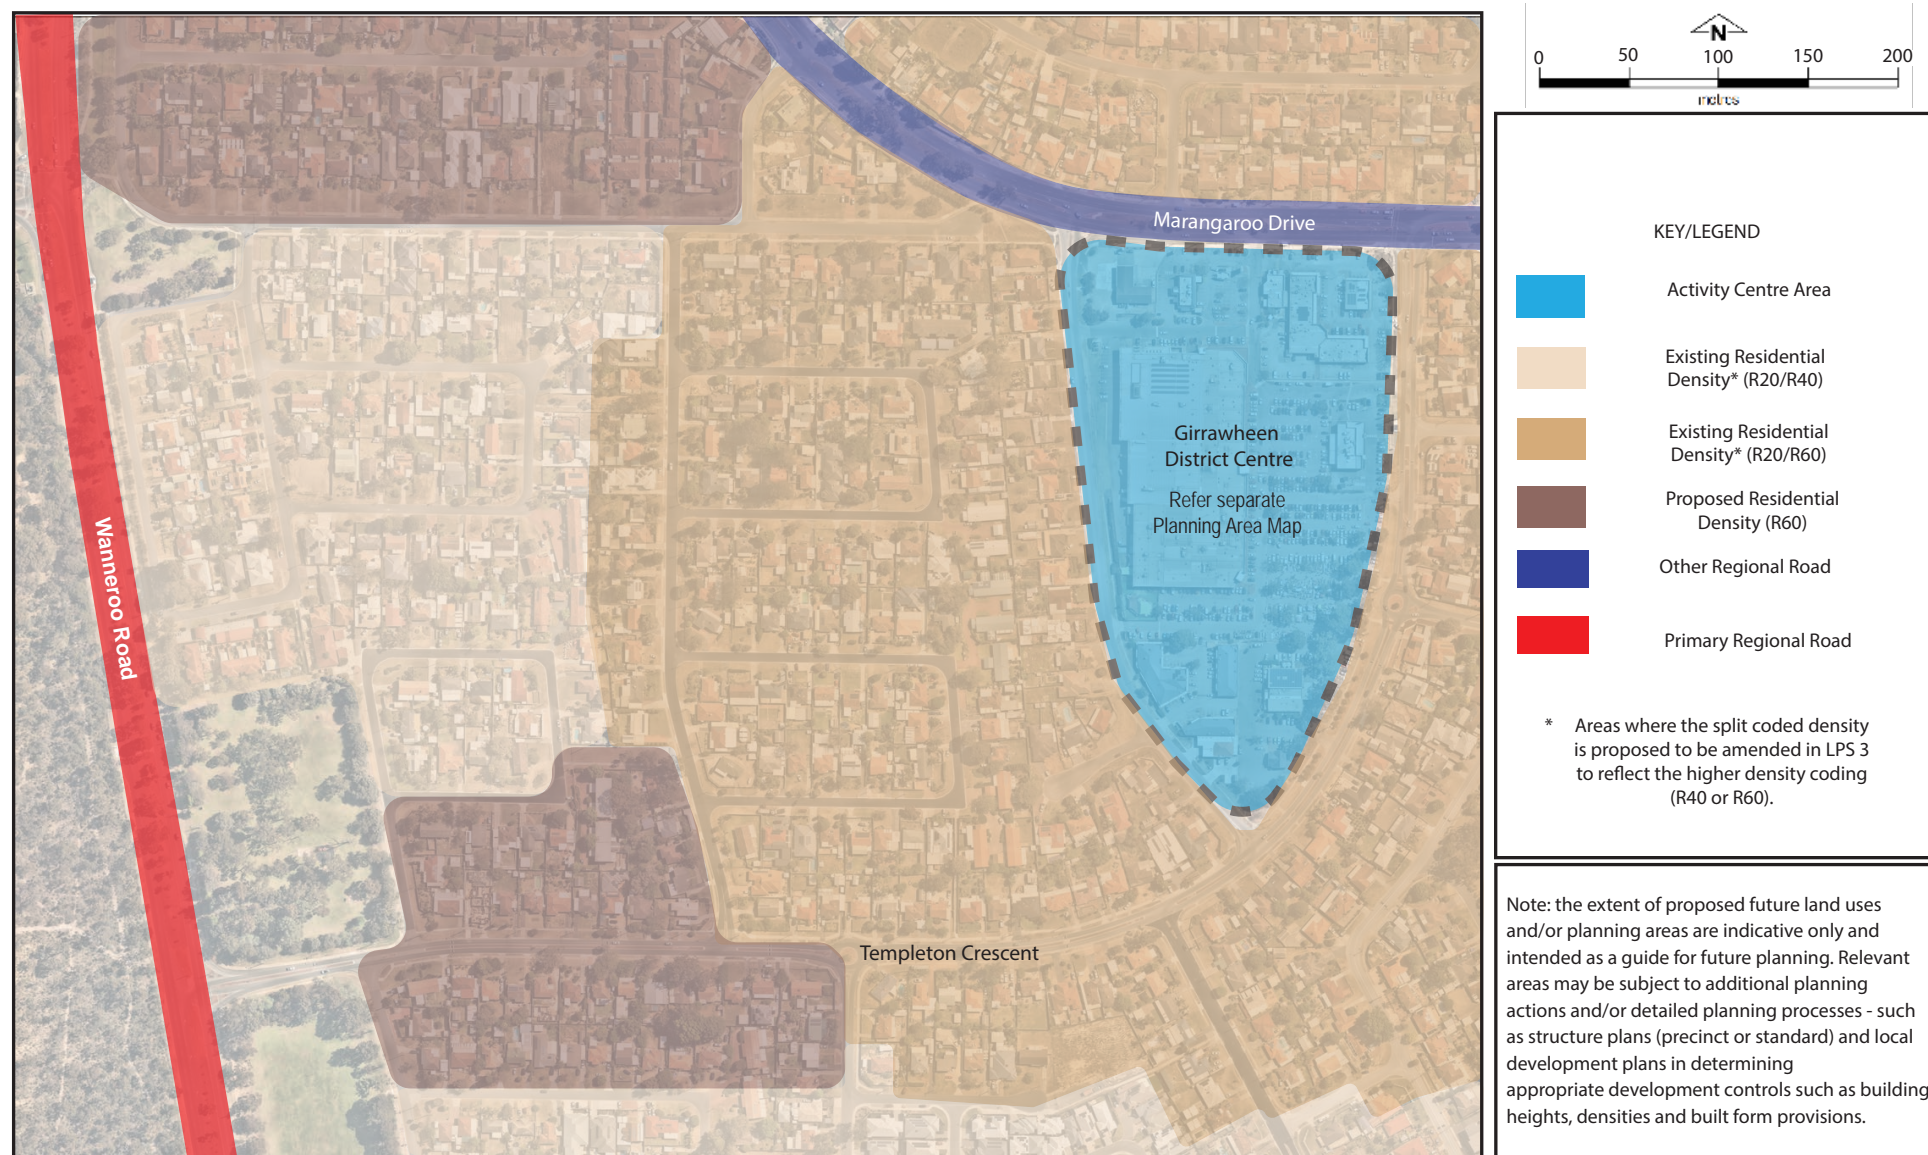 N
0 50 100 150 200
metres
Marangaroo Drive
Wanneroo Road
Girrawheen
District Centre
Refer separate
Planning Area Map
Templeton Crescent
KEY/LEGEND
Activity Centre Area
Existing Residential
Density* (R20/R40)
Existing Residential
Density* (R20/R60)
Proposed Residential
Density (R60)
Other Regional Road
Primary Regional Road
* Areas where the split coded density
is proposed to be amended in LPS 3
to reflect the higher density coding
(R40 or R60).
Note: the extent of proposed future land uses
and/or planning areas are indicative only and
intended as a guide for future planning. Relevant
areas may be subject to additional planning
actions and/or detailed planning processes - such
as structure plans (precinct or standard) and local
development plans in determining
appropriate development controls such as building
heights, densities and built form provisions.